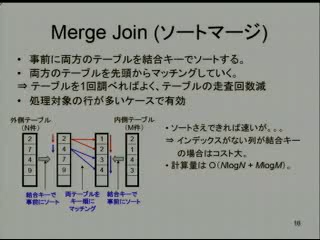 Merge Join (ソートマージ)
• 事前に両方のテーブルを結合キーでソートする。
• 両方のテーブルを先頭からマッチングしていく。
⇒ テーブルを1回調べればよく、テーブルの走査回数減
• 処理対象の行が多いケースで有効
外側テーブル
(N件)
内側テーブル
(M件)
2
7
4
9
2
4
7
9
1
3
4
4
4
3
1
4
結合キーで
事前にソート
両テーブルを
キー順に
マッチング
結合キーで
事前にソート
• ソートさえできれば速いが。。。
⇒ インデックスがない列が結合キー
の場合はコスト大。
• 計算量は O(NlogN + MlogM)。
16